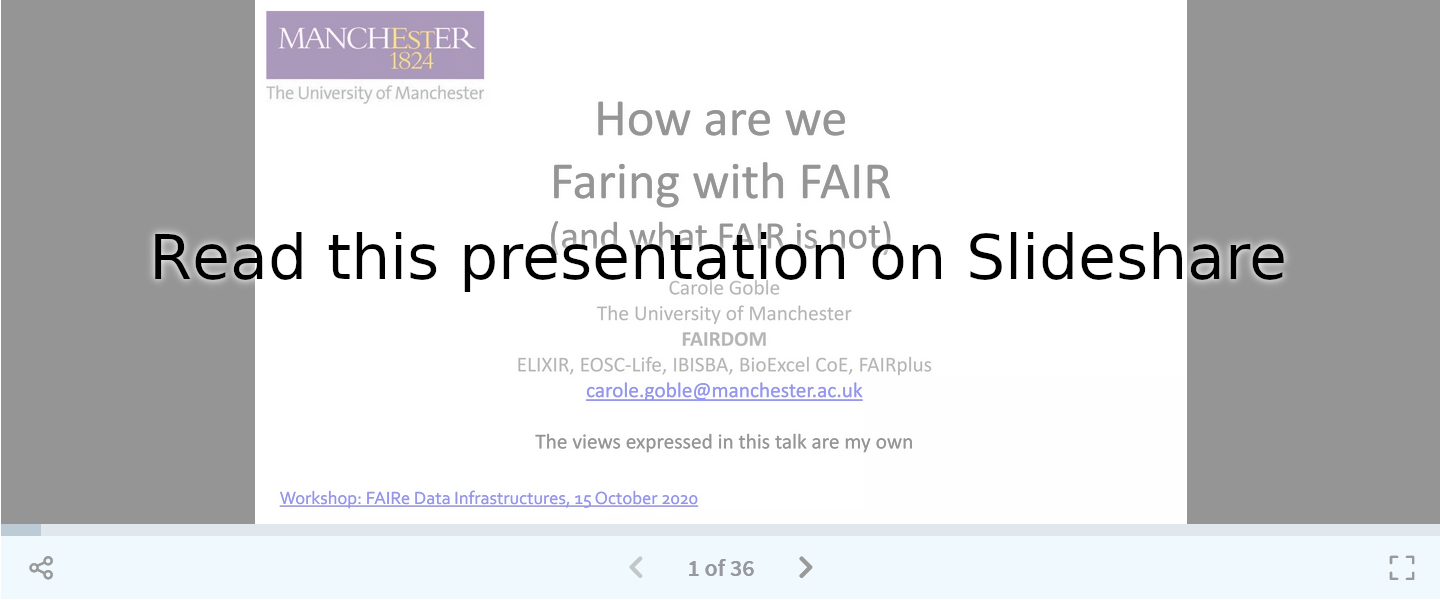 MANCHESTER
1824
The University of Manchester
How are we
Faring with FAIR
(and what FAIR is not)
Read this presentation on Slideshare
Carole Goble
The University of Manchester
FAIRDOM
ELIXIR, EOSC-Life, IBISBA, BioExcel CoE, FAIRplus
carole.goble@manchester.ac.uk
The views expressed in this talk are my own
Workshop: FAIRe Data Infrastructures, 15 October 2020
1 of 36